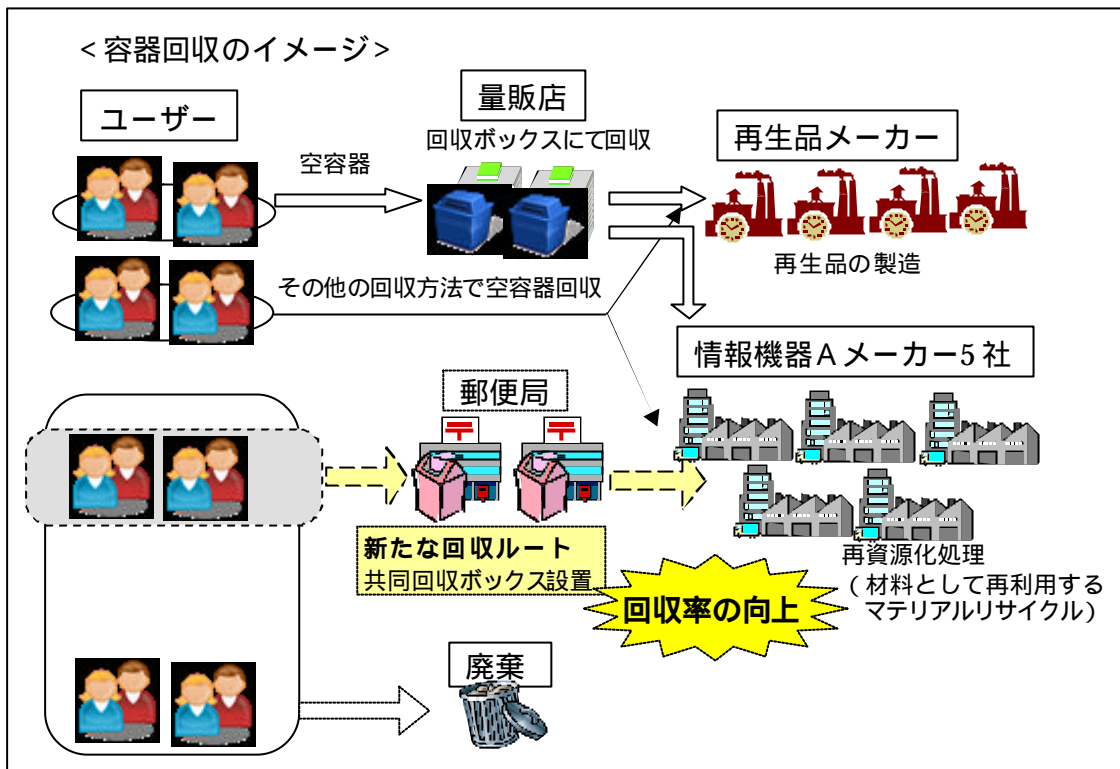 <容器回収のイメージ>
ユーザー
量販店
回収ボックスにて回収
再生品メーカー
空容器
再生品の製造
その他の回収方法で空容器回収
情報機器Aメーカー5社
郵便局
〒
〒
新たな回収ルート
共同回収ボックス設置
回収率の向上
再資源化処理
(材料として再利用する
マテリアルリサイクル)
廃棄